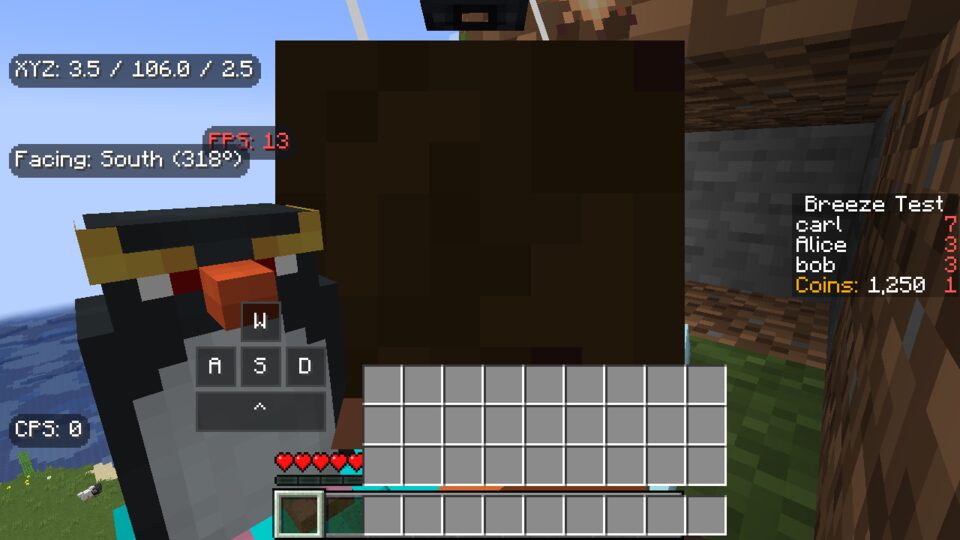 XYZ: 3.5 / 106.0 / 2.5
FPS: 13
Facing: South (318°)
Breeze Test
carl 7
Alice 3
bob 3
Coins: 1,250 1
W
A S D
^
CPS: 0